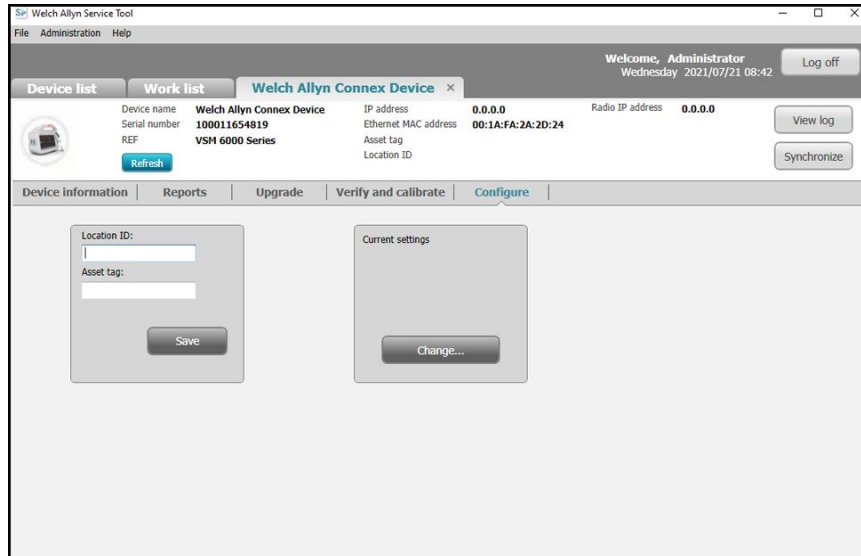 Welch Allyn Service Tool
File Administration Help
Welcome, Administrator
Wednesday 2021/07/21 08:42
Log off
Device list Work list Welch Allyn Connex Device ×
Device name Welch Allyn Connex Device IP address 0.0.0.0 Radio IP address 0.0.0.0
Serial number 100011654819 Ethernet MAC address 00:1A:FA:2A:2D:24
REF VSM 6000 Series Asset tag
Location ID
Refresh
View log
Synchronize
Device information Reports Upgrade Verify and calibrate Configure
Location ID:
Asset tag:
Save
Current settings
Change...